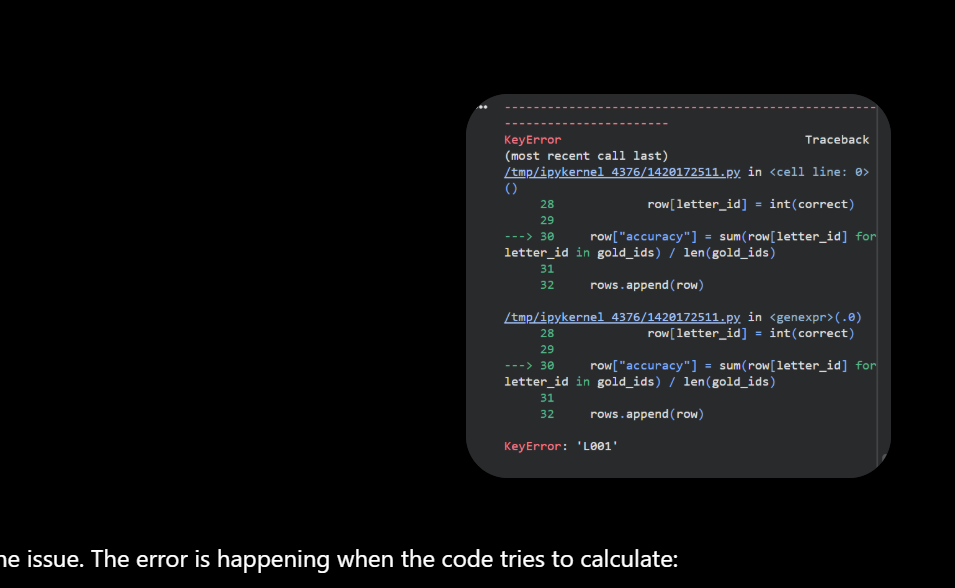 -----------------------------------------------------
-----------------------
KeyError Traceback
(most recent call last)
/tmp/ipykernel_4376/1420172511.py in <cell line: 0>
()
28 row[letter_id] = int(correct)
29
---> 30 row["accuracy"] = sum(row[letter_id] for
letter_id in gold_ids) / len(gold_ids)
31
32 rows.append(row)
/tmp/ipykernel_4376/1420172511.py in <genexpr>(.0)
28 row[letter_id] = int(correct)
29
---> 30 row["accuracy"] = sum(row[letter_id] for
letter_id in gold_ids) / len(gold_ids)
31
32 rows.append(row)
KeyError: 'L001'
issue. The error is happening when the code tries to calculate: